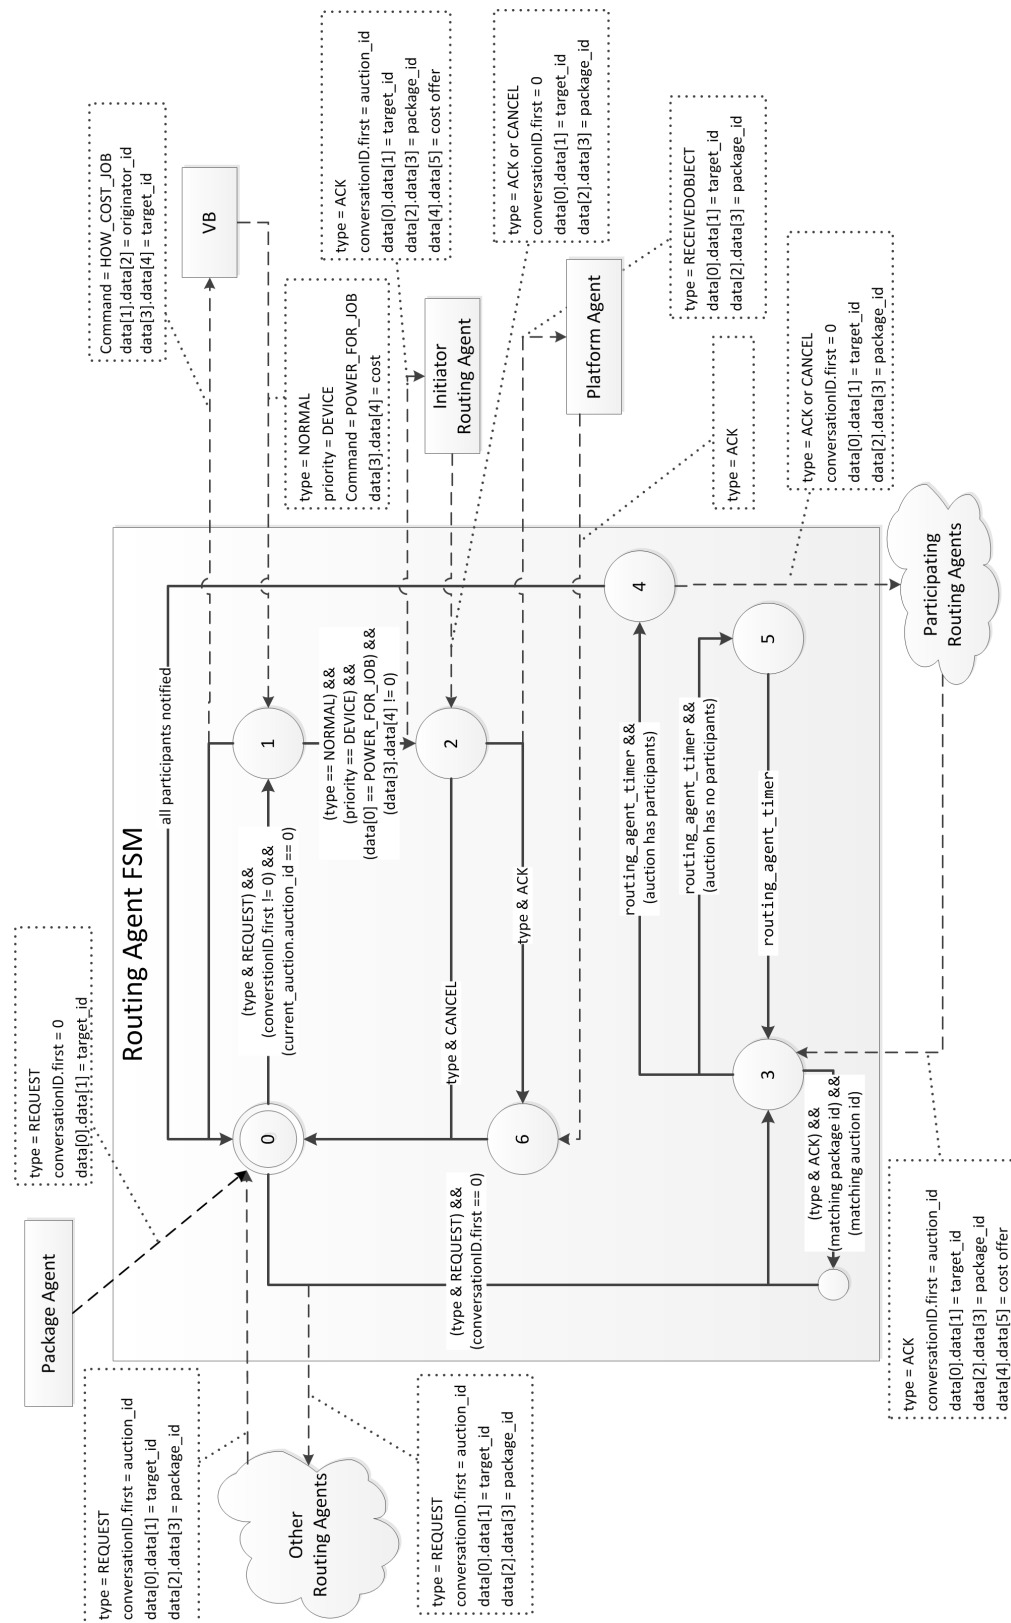 type = REQUEST
conversationID.first = auction_id
data[0].data[1] = target_id
data[2].data[3] = package_id
Package Agent
type = REQUEST
conversationID.first = 0
data[0].data[1] = target_id
Other
Routing Agents
type = REQUEST
conversationID.first = auction_id
data[0].data[1] = target_id
data[2].data[3] = package_id
Routing Agent FSM
all participants notified
0
(type & REQUEST) &&
(converstionID.first != 0) &&
(current_auction.auction_id == 0)
1
(type == NORMAL) &&
(priority == DEVICE) &&
(data[0] == POWER_FOR_JOB) &&
(data[3].data[4] != 0)
type & CANCEL
2
type & ACK
6
(type & REQUEST) &&
(conversationID.first == 0)
routing_agent_timer &&
(auction has participants)
4
routing_agent_timer &&
(auction has no participants)
5
routing_agent_timer
3
(type & ACK) &&
(matching package id) &&
(matching auction id)
Command = HOW_COST_JOB
data[1].data[2] = originator_id
data[3].data[4] = target_id
VB
type = NORMAL
priority = DEVICE
Command = POWER_FOR_JOB
data[3].data[4] = cost
type = ACK
conversationID.first = auction_id
data[0].data[1] = target_id
data[2].data[3] = package_id
data[4].data[5] = cost offer
Initiator
Routing Agent
type = ACK or CANCEL
conversationID.first = 0
data[0].data[1] = target_id
data[2].data[3] = package_id
Platform Agent
type = RECEIVEDOBJECT
data[0].data[1] = target_id
data[2].data[3] = package_id
type = ACK
type = ACK or CANCEL
conversationID.first = 0
data[0].data[1] = target_id
data[2].data[3] = package_id
Participating
Routing Agents
type = ACK
conversationID.first = auction_id
data[0].data[1] = target_id
data[2].data[3] = package_id
data[4].data[5] = cost offer